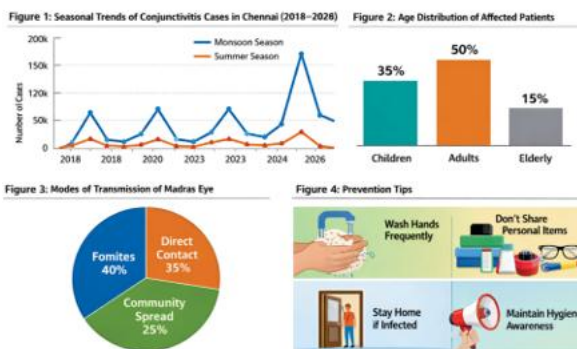 Figure 1: Seasonal Trends of Conjunctivitis Cases in Chennai (2018–2026)
Monsoon Season
Summer Season
Number of Cases
200k
150k
120k
50k
0
2018
2018
2020
2023
2023
2024
2026
Figure 2: Age Distribution of Affected Patients
35%
50%
15%
Children
Adults
Elderly
Figure 3: Modes of Transmission of Madras Eye
Fomites
40%
Direct
Contact
35%
Community
Spread
25%
Figure 4: Prevention Tips
Wash Hands
Frequently
Don't Share
Personal Items
Stay Home
if Infected
Maintain Hygien
Awareness